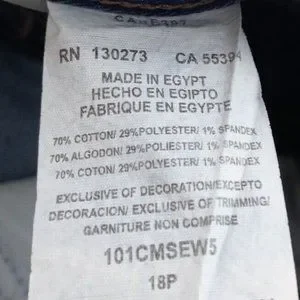 RN 130273 CA 55394
MADE IN EGYPT
HECHO EN EGIPTO
FABRIQUE EN EGYPTE
70% COTTON/ 29%POLYESTER/ 1% SPANDEX
70% ALGODON/ 29% POLYESTER/ 1% SPANDEX
70% COTON/ 29%POLYESTER/ 1% SPANDEX
EXCLUSIVE OF DECORATION/EXCEPTO
DECORACION/ EXCLUSIVE OF TRIMMING/
GARNITURE NON COMPRISE
101CMSEW5
18P